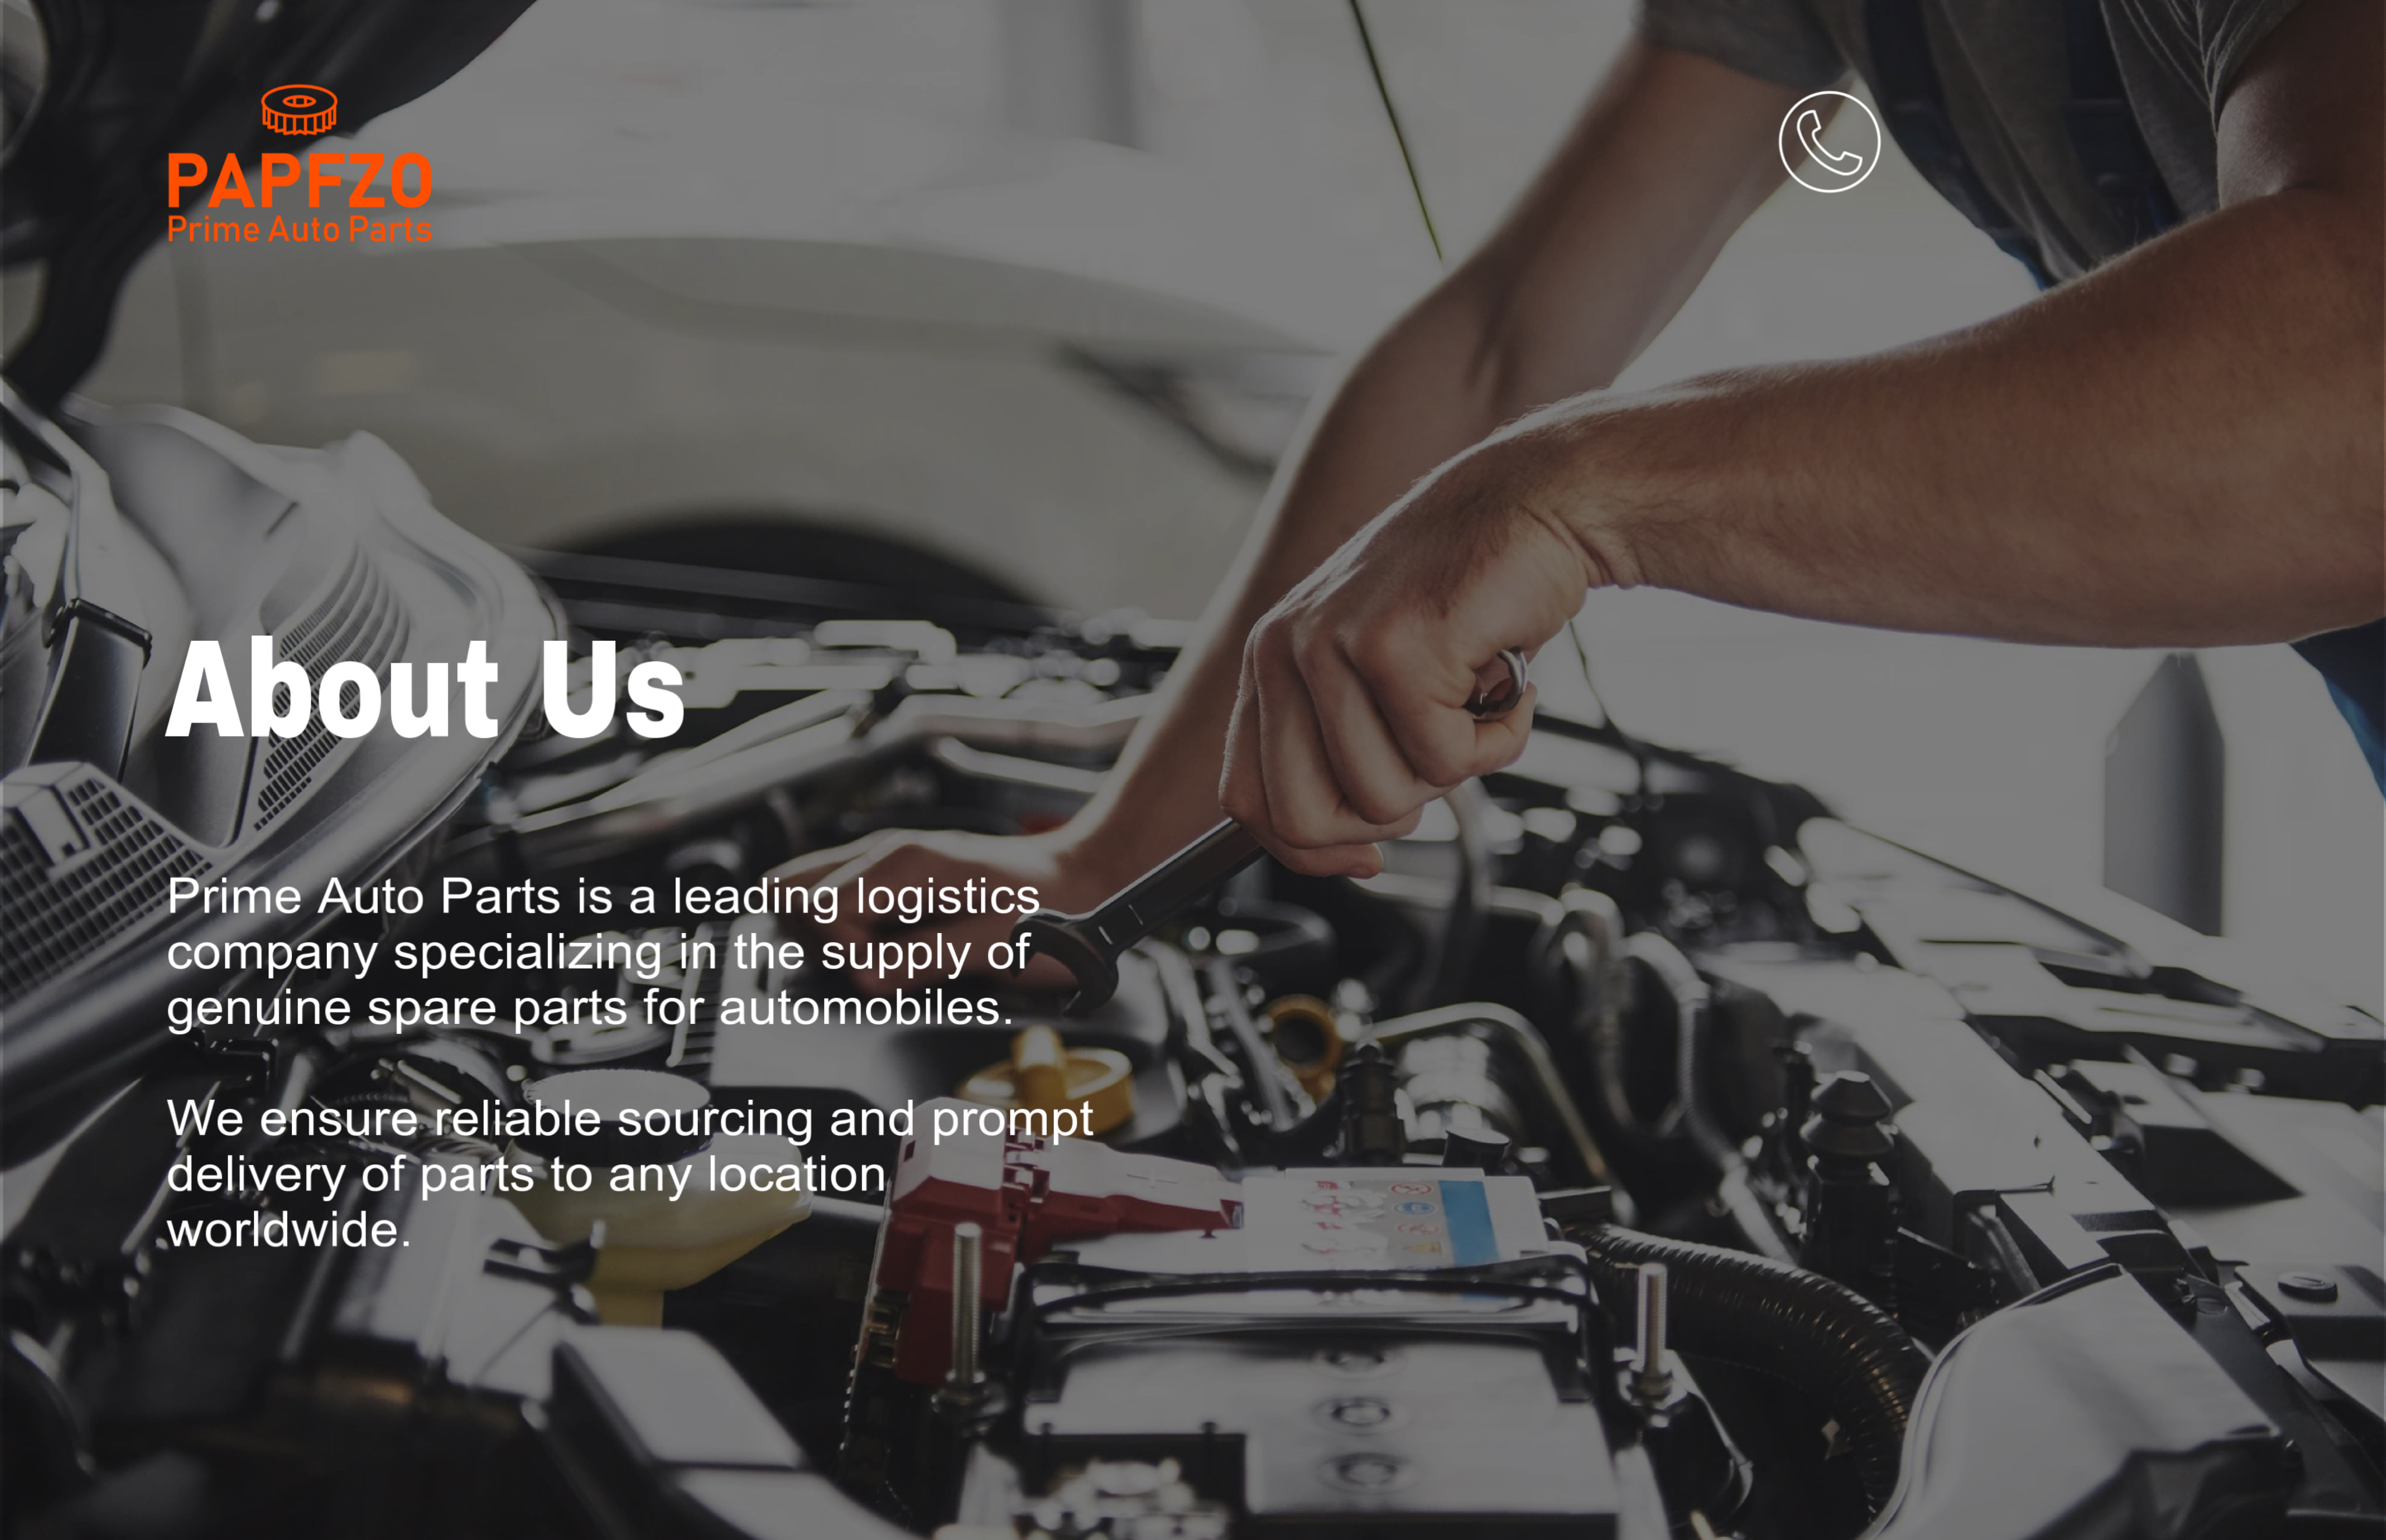 PAPFZO
Prime Auto Parts
About Us
Prime Auto Parts is a leading logistics
company specializing in the supply of
genuine spare parts for automobiles.
We ensure reliable sourcing and prompt
delivery of parts to any location
worldwide.